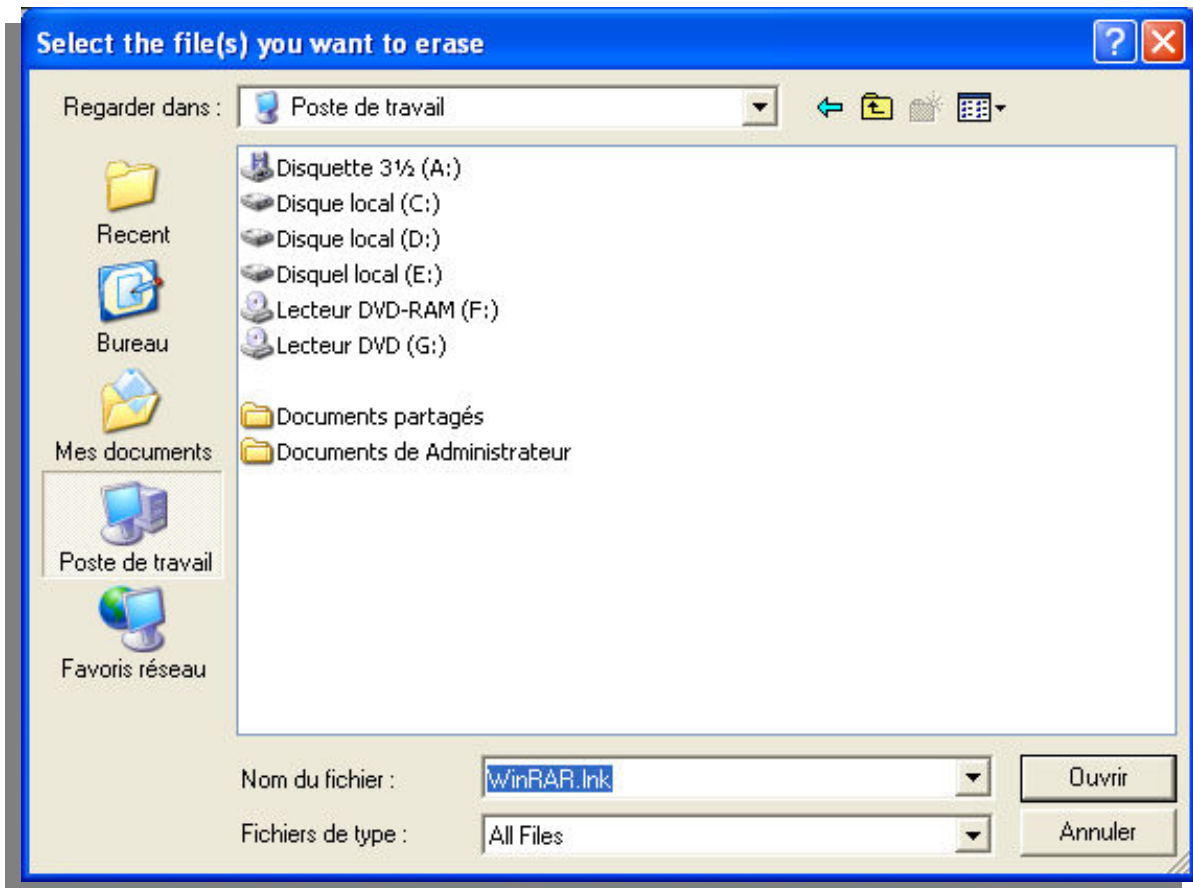 Select the file(s) you want to erase
Regarder dans :
Poste de travail
Recent
Bureau
Mes documents
Poste de travail
Favoris réseau
Disquette 3½ (A:)
Disque local (C:)
Disque local (D:)
Disquel local (E:)
Lecteur DVD-RAM (F:)
Lecteur DVD (G:)
Documents partagés
Documents de Administrateur
Nom du fichier :
WinRAR.lnk
Ouvrir
Fichiers de type :
All Files
Annuler